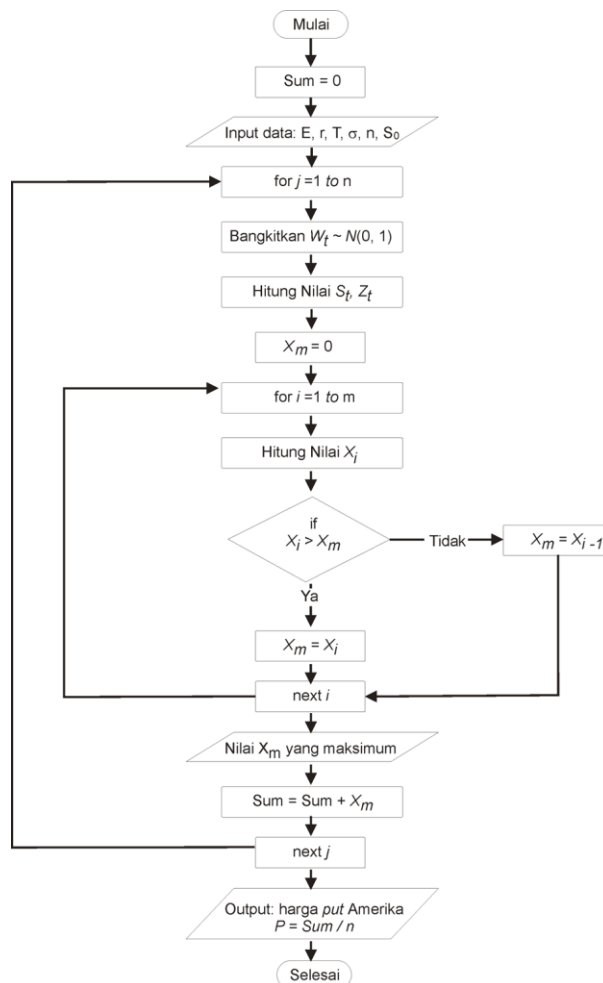 Mulai
Sum = 0
Input data: E, r, T, σ, n, S₀
for j =1 to n
Bangkitkan Wₜ ~ N(0, 1)
Hitung Nilai Sₜ, Zₜ
Xₘ = 0
for i =1 to m
Hitung Nilai Xᵢ
if
Xᵢ > Xₘ
Tidak
Xₘ = Xᵢ₋₁
Ya
Xₘ = Xᵢ
next i
Nilai Xₘ yang maksimum
Sum = Sum + Xₘ
next j
Output: harga put Amerika
P = Sum / n
Selesai